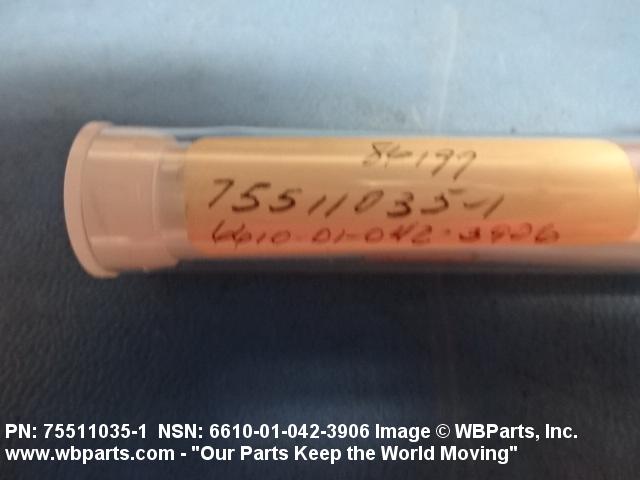 86197
75511035-1
6610-01-042-3906
PN: 75511035-1 NSN: 6610-01-042-3906 Image © WBParts, Inc.
www.wbparts.com - "Our Parts Keep the World Moving"